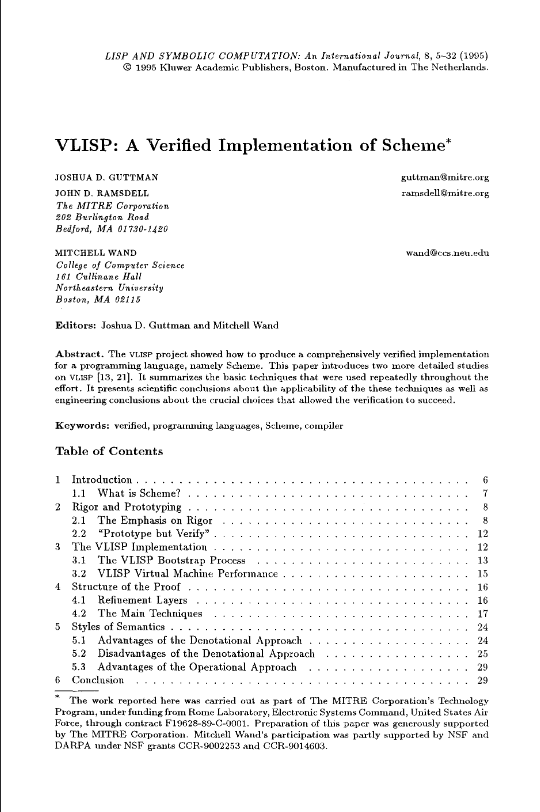 LISP AND SYMBOLIC COMPUTATION: An International Journal, 8, 5–32 (1995)
© 1995 Kluwer Academic Publishers, Boston. Manufactured in The Netherlands.
VLISP: A Verified Implementation of Scheme*
JOSHUA D. GUTTMAN guttman@mitre.org
JOHN D. RAMSDELL ramsdell@mitre.org
The MITRE Corporation
202 Burlington Road
Bedford, MA 01730-1420
MITCHELL WAND wand@ccs.neu.edu
College of Computer Science
161 Cullinane Hall
Northeastern University
Boston, MA 02115
Editors: Joshua D. Guttman and Mitchell Wand
Abstract. The VLISP project showed how to produce a comprehensively verified implementation
for a programming language, namely Scheme. This paper introduces two more detailed studies
on VLISP [13, 21]. It summarizes the basic techniques that were used repeatedly throughout the
effort. It presents scientific conclusions about the applicability of the these techniques as well as
engineering conclusions about the crucial choices that allowed the verification to succeed.
Keywords: verified, programming languages, Scheme, compiler
Table of Contents
1 Introduction . . . . . . . . . . . . . . . . . . . . 6
1.1 What is Scheme? . . . . . . . . . . . . . . . . . . . . 7
2 Rigor and Prototyping . . . . . . . . . . . . . . . . . . . . 8
2.1 The Emphasis on Rigor . . . . . . . . . . . . . . . . . . . . 8
2.2 “Prototype but Verify” . . . . . . . . . . . . . . . . . . . . 12
3 The VLISP Implementation . . . . . . . . . . . . . . . . . . . . 12
3.1 The VLISP Bootstrap Process . . . . . . . . . . . . . . . . . . . . 13
3.2 VLISP Virtual Machine Performance . . . . . . . . . . . . . . . . . . . . 15
4 Structure of the Proof . . . . . . . . . . . . . . . . . . . . 16
4.1 Refinement Layers . . . . . . . . . . . . . . . . . . . . 16
4.2 The Main Techniques . . . . . . . . . . . . . . . . . . . . 17
5 Styles of Semantics . . . . . . . . . . . . . . . . . . . . 24
5.1 Advantages of the Denotational Approach . . . . . . . . . . . . . . . . 24
5.2 Disadvantages of the Denotational Approach . . . . . . . . . . . . . . 25
5.3 Advantages of the Operational Approach . . . . . . . . . . . . . . . . 29
6 Conclusion . . . . . . . . . . . . . . . . . . . . 29
* The work reported here was carried out as part of The MITRE Corporation's Technology
Program, under funding from Rome Laboratory, Electronic Systems Command, United States Air
Force, through contract F19628-89-C-0001. Preparation of this paper was generously supported
by The MITRE Corporation. Mitchell Wand's participation was partly supported by NSF and
DARPA under NSF grants CCR-9002253 and CCR-9014603.